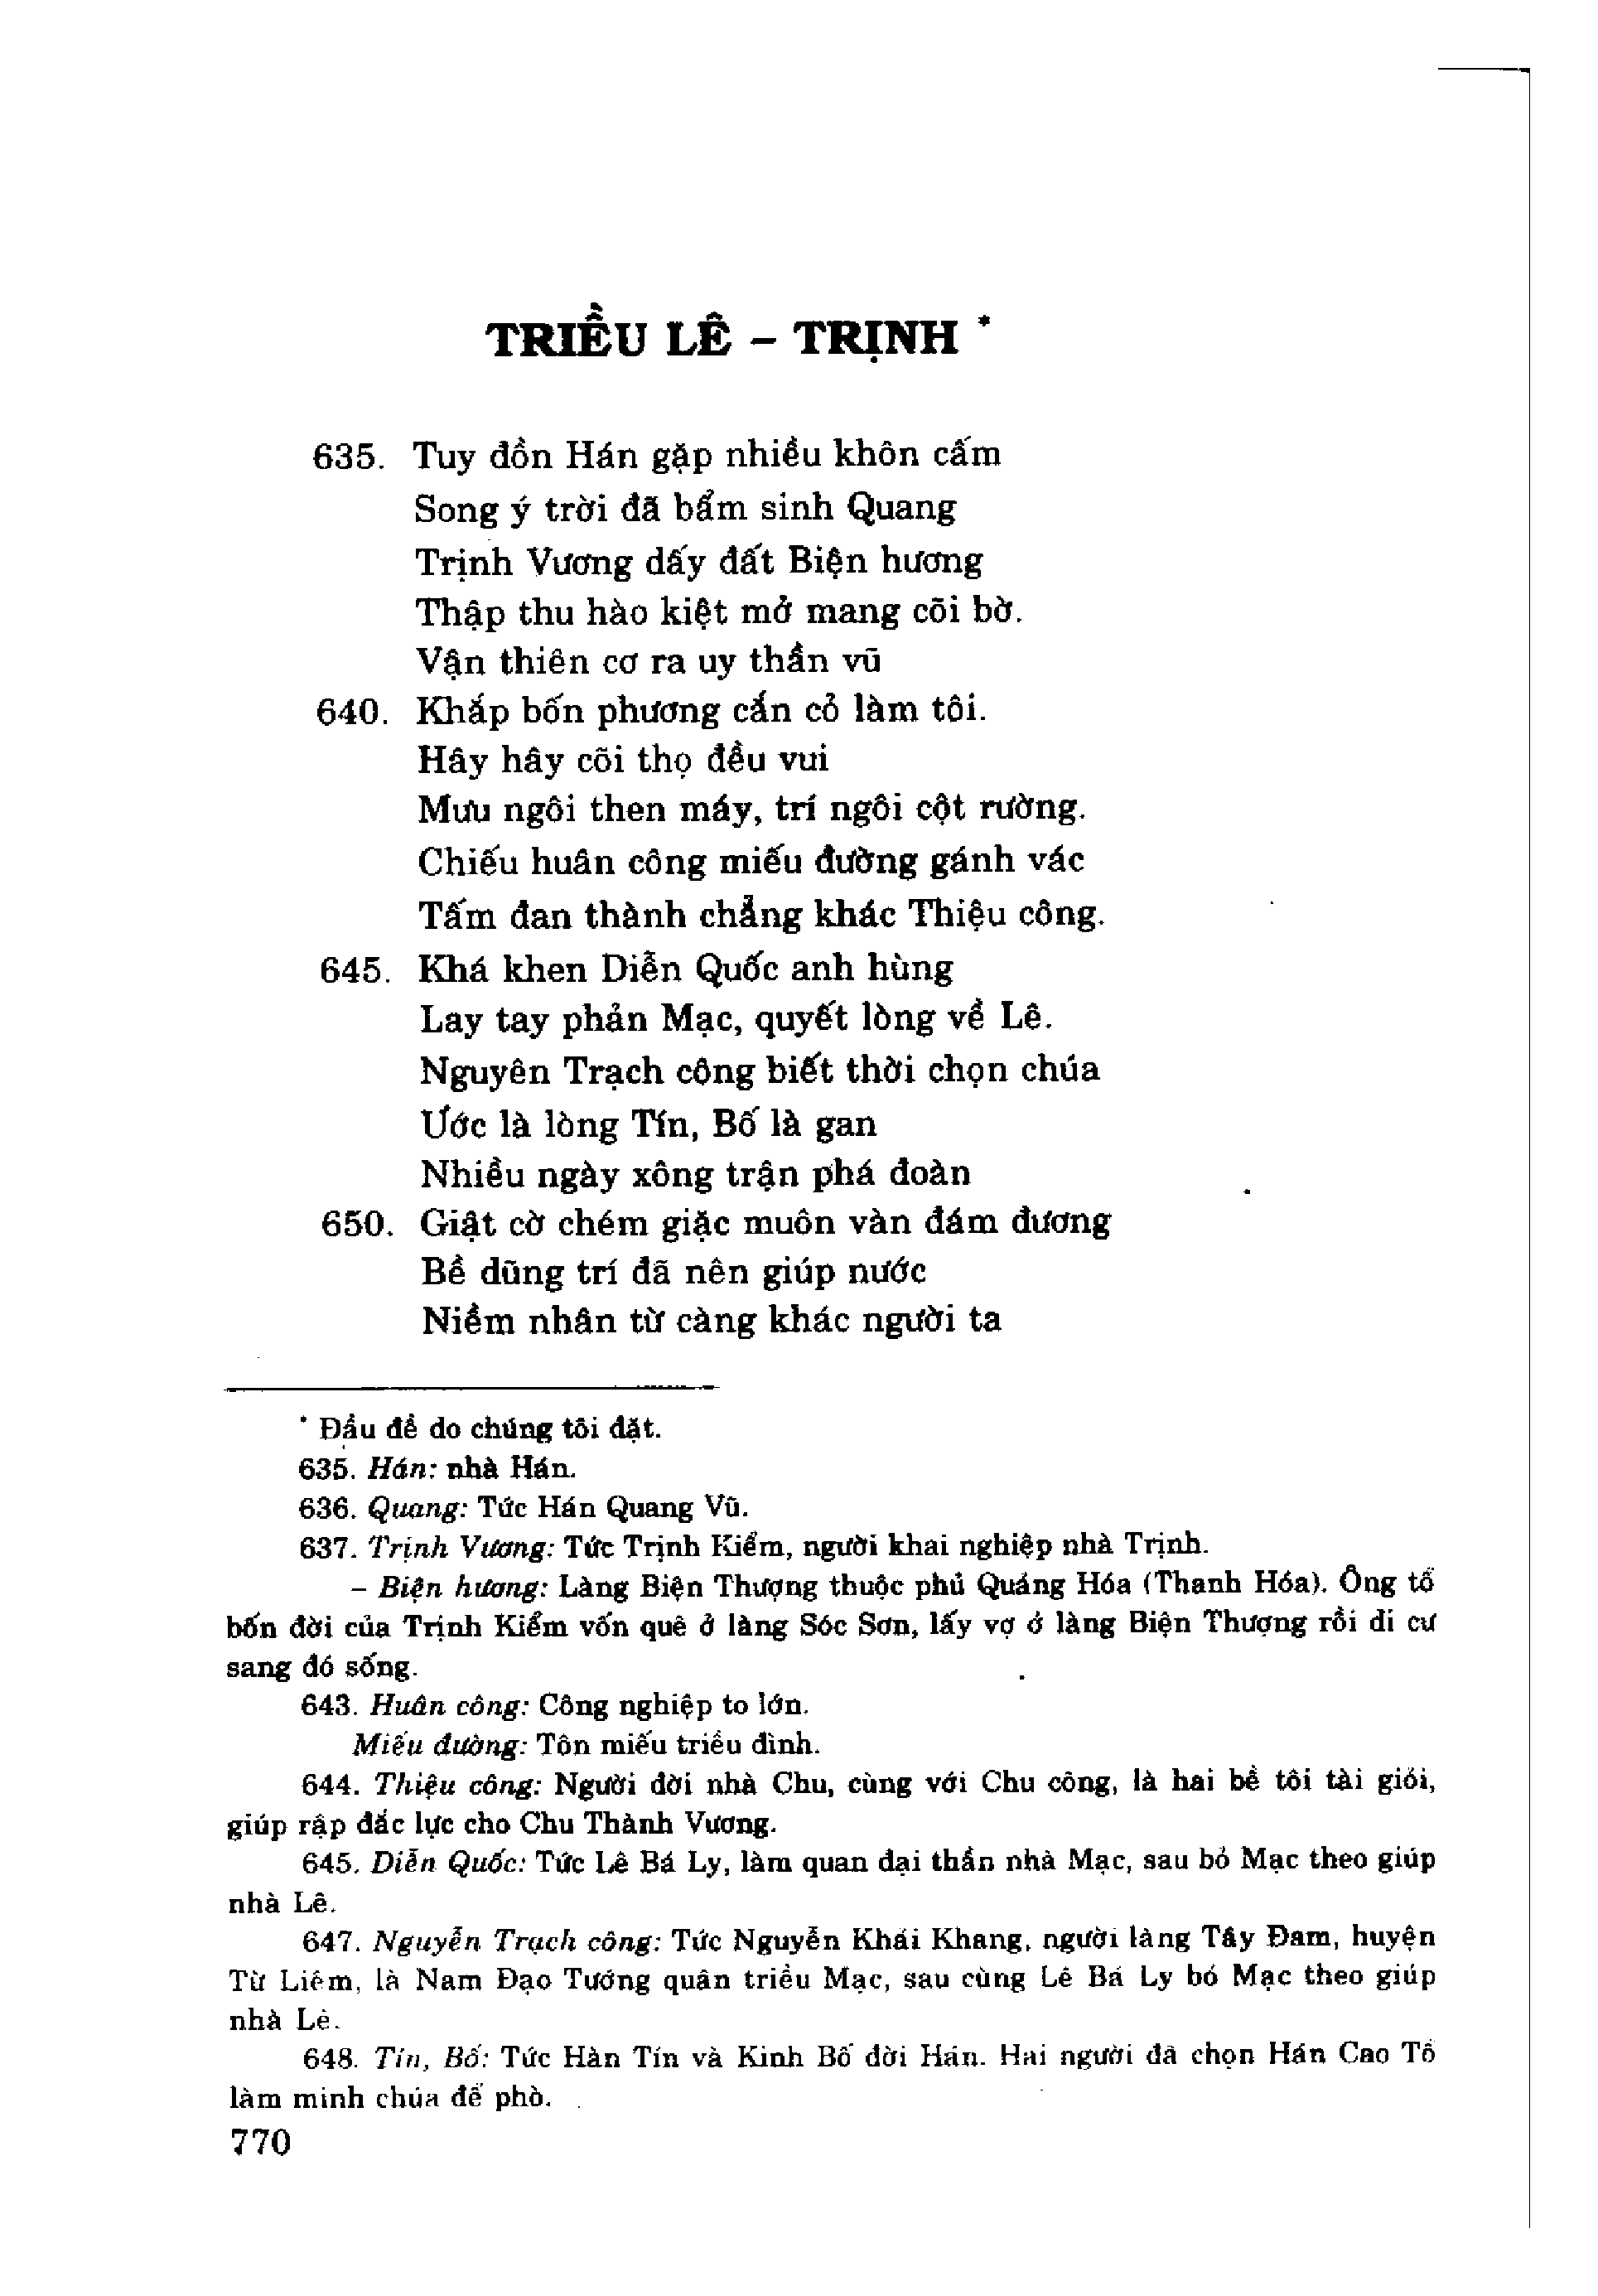 TRIỀU LÊ – TRỊNH *
635. Tuy đồn Hán gặp nhiều khôn cấm
Song ý trời đã bẩm sinh Quang
Trịnh Vương dấy đất Biện hương
Thập thu hào kiệt mở mang cõi bờ.
Vận thiên cơ ra uy thần vũ
640. Khắp bốn phương cắn cỏ làm tôi.
Hây hây cõi thọ đều vui
Mưu ngôi then máy, trí ngôi cột rường.
Chiếu huân công miếu đường gánh vác
Tấm đan thành chẳng khác Thiệu công.
645. Khá khen Diễn Quốc anh hùng
Lay tay phản Mạc, quyết lòng về Lê.
Nguyên Trạch công biết thời chọn chúa
Ước là lòng Tín, Bố là gan
Nhiều ngày xông trận phá đoàn
650. Giật cờ chém giặc muôn vàn đám đương
Bề dũng trí đã nên giúp nước
Niềm nhân từ càng khác người ta
* Đầu đề do chúng tôi đặt.
635. Hán: nhà Hán.
636. Quang: Tức Hán Quang Vũ.
637. Trịnh Vương: Tức Trịnh Kiểm, người khai nghiệp nhà Trịnh.
– Biện hương: Làng Biện Thượng thuộc phủ Quảng Hóa (Thanh Hóa). Ông tổ
bốn đời của Trịnh Kiểm vốn quê ở làng Sóc Sơn, lấy vợ ở làng Biện Thượng rồi di cư
sang đó sống.
643. Huân công: Công nghiệp to lớn.
Miếu đường: Tôn miếu triều đình.
644. Thiệu công: Người đời nhà Chu, cùng với Chu công, là hai bề tôi tài giỏi,
giúp rập đắc lực cho Chu Thành Vương.
645. Diễn Quốc: Tức Lê Bá Ly, làm quan đại thần nhà Mạc, sau bỏ Mạc theo giúp
nhà Lê.
647. Nguyễn Trạch công: Tức Nguyễn Khải Khang, người làng Tây Đam, huyện
Từ Liêm, là Nam Đạo Tướng quân triều Mạc, sau cùng Lê Bá Ly bỏ Mạc theo giúp
nhà Lê.
648. Tín, Bố: Tức Hàn Tín và Kinh Bố đời Hán. Hai người đã chọn Hán Cao Tổ
làm minh chúa để phò.
770